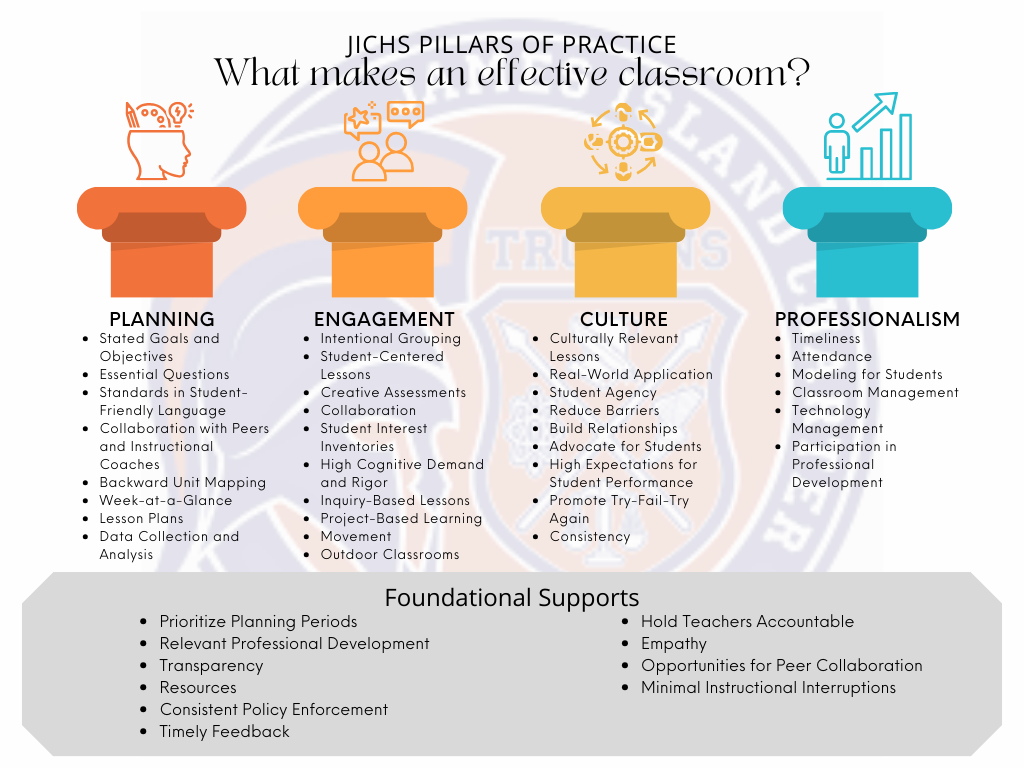 JICHS PILLARS OF PRACTICE
What makes an effective classroom?
TROJANS
PLANNING
• Stated Goals and
Objectives
• Essential Questions
• Standards in Student-
Friendly Language
• Collaboration with Peers
and Instructional
Coaches
• Backward Unit Mapping
• Week-at-a-Glance
• Lesson Plans
• Data Collection and
Analysis
ENGAGEMENT
• Intentional Grouping
• Student-Centered
Lessons
• Creative Assessments
• Collaboration
• Student Interest
Inventories
• High Cognitive Demand
and Rigor
• Inquiry-Based Lessons
• Project-Based Learning
• Movement
• Outdoor Classrooms
CULTURE
• Culturally Relevant
Lessons
• Real-World Application
• Student Agency
• Reduce Barriers
• Build Relationships
• Advocate for Students
• High Expectations for
Student Performance
• Promote Try-Fail-Try
Again
• Consistency
PROFESSIONALISM
• Timeliness
• Attendance
• Modeling for Students
• Classroom Management
• Technology
Management
• Participation in
Professional
Development
Foundational Supports
• Prioritize Planning Periods
• Relevant Professional Development
• Transparency
• Resources
• Consistent Policy Enforcement
• Timely Feedback
• Hold Teachers Accountable
• Empathy
• Opportunities for Peer Collaboration
• Minimal Instructional Interruptions